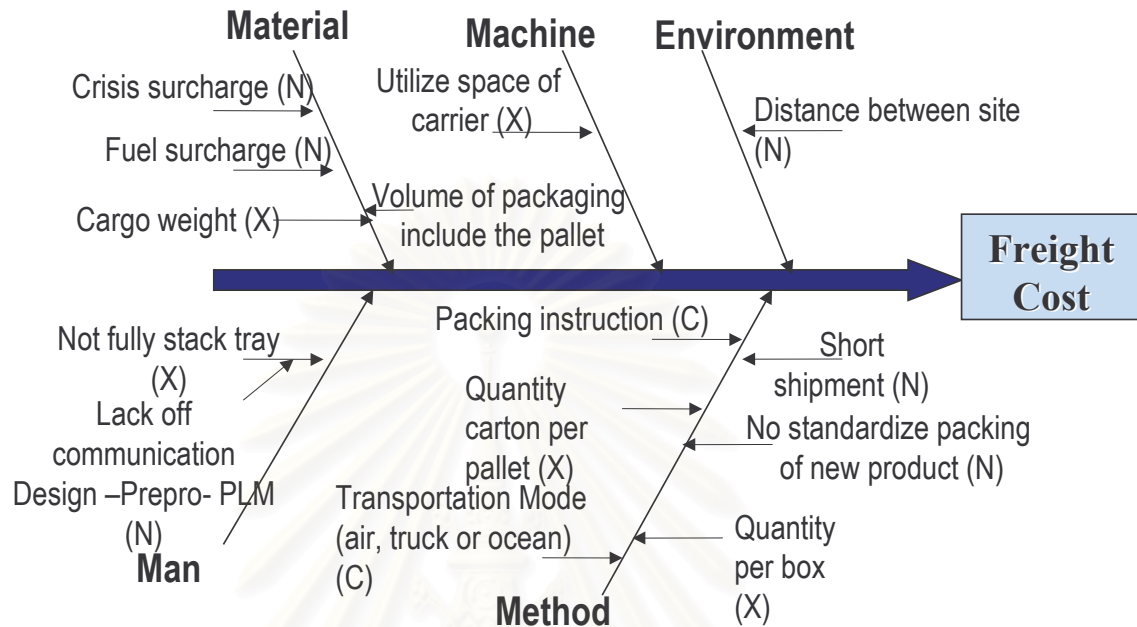 Material
Machine
Environment
Crisis surcharge (N)
Fuel surcharge (N)
Cargo weight (X)
Volume of packaging
include the pallet
Utilize space of
carrier (X)
Distance between site
(N)
Freight
Cost
Not fully stack tray
(X)
Lack off
communication
Design –Prepro- PLM
(N)
Man
Packing instruction (C)
Quantity
carton per
pallet (X)
Transportation Mode
(air, truck or ocean)
(C)
Short
shipment (N)
No standardize packing
of new product (N)
Quantity
per box
(X)
Method